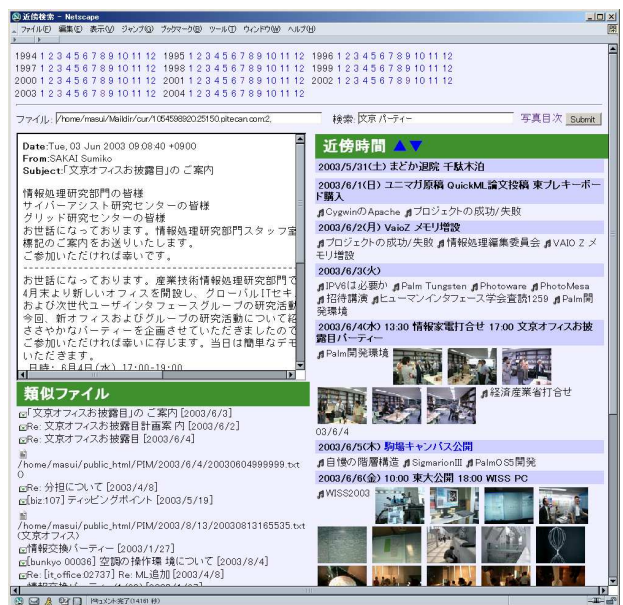 近傍検索 - Netscape
ファイル(F) 編集(E) 表示(V) ジャンプ(G) ブックマーク(B) ツール(T) ウィンドウ(W) ヘルプ(H)
1994 1 2 3 4 5 6 7 8 9 10 11 12 1995 1 2 3 4 5 6 7 8 9 10 11 12 1996 1 2 3 4 5 6 7 8 9 10 11 12
1997 1 2 3 4 5 6 7 8 9 10 11 12 1998 1 2 3 4 5 6 7 8 9 10 11 12 1999 1 2 3 4 5 6 7 8 9 10 11 12
2000 1 2 3 4 5 6 7 8 9 10 11 12 2001 1 2 3 4 5 6 7 8 9 10 11 12 2002 1 2 3 4 5 6 7 8 9 10 11 12
2003 1 2 3 4 5 6 7 8 9 10 11 12 2004 1 2 3 4 5 6 7 8 9 10 11 12
ファイル: /home/masui/Maildir/cur/1054598920.25150.pitecan.com:2, 検索: 文京 パーティー 写真目次 Submit
Date:Tue, 03 Jun 2003 09:08:40 +0900
From:SAKAI Sumiko
Subject:「文京オフィスお披露目」の ご案内
情報処理研究部門の皆様
サイバーアシスト研究センターの皆様
グリッド研究センターの皆様
お世話になっております。情報処理研究部門スタッフ室
標記のご案内をお送りいたします。
ご参加いただければ幸いです。
お世話になっております。産業技術情報処理研究部門で
4月末より新しいオフィスを開設し、グローバルITセキ
および次世代ユーザインタフェースグループの研究活動
今回、新オフィスおよびグループの研究活動について紹
ささやかなパーティーを企画させていただきましたので
ご参加いただければ幸いに存じます。当日は簡単なデモ
いただきます。
日時: 6月4日(水) 17:00-19:00
類似ファイル
「文京オフィスお披露目」の ご案内 [2003/6/3]
Re: 文京オフィスお披露目計画案 内 [2003/6/2]
Re: 文京オフィスお披露目 [2003/6/4]
/home/masui/public_html/PIM/2003/6/4/20030604999999.txt
()
Re: 分担について [2003/4/8]
[biz:107] ティッピングポイント [2003/5/19]
/home/masui/public_html/PIM/2003/8/13/20030813165535.txt
(文京オフィス)
情報交換パーティー [2003/1/27]
[bunkyo 00036] 空調の操作環 境について [2003/8/4]
Re: [it_office:02737] Re: ML追加 [2003/4/8]
近傍時間 ▲▼
2003/5/31(土) まどか退院 千駄木泊
2003/6/1(日) ユニマガ原稿 QuickML論文投稿 東プレキーボー
ド購入
CygwinのApache プロジェクトの成功/失敗
2003/6/2(月) VaioZ メモリ増設
プロジェクトの成功/失敗 情報処理編集委員会 VAIO Z メ
モリ増設
2003/6/3(火)
IPV6は必要か Palm Tungsten Photoware PhotoMesa
招待講演 ヒューマンインタフェース学会査読1259 Palm開
発環境
2003/6/4(水) 13:30 情報家電打合せ 17:00 文京オフィスお披
露目パーティー
Palm開発環境
経済産業省打合せ
03/6/4
2003/6/5(木) 駒場キャンパス公開
自慢の階層構造 SigmarionIII PalmOS5開発
2003/6/6(金) 10:00 東大公開 18:00 WISS PC
WISS2003
ドキュメント完了(14.161 秒)